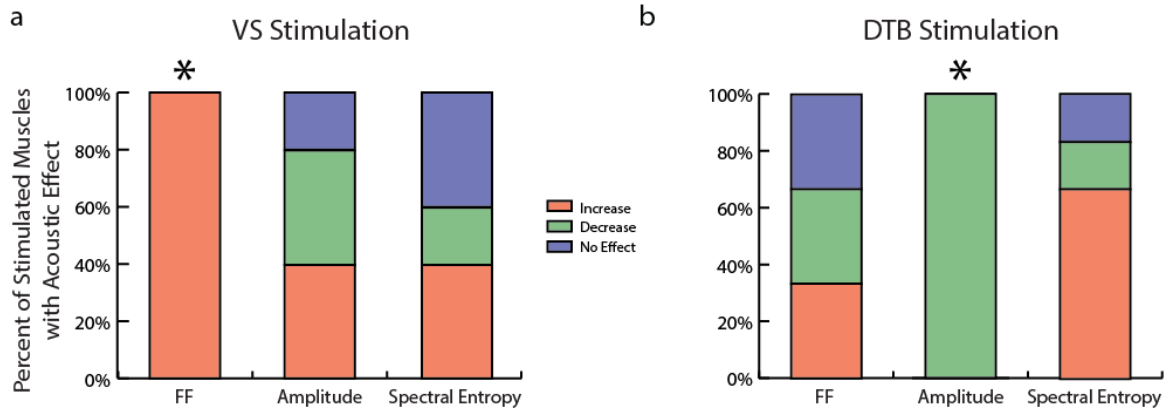 a
VS Stimulation
*
Percent of Stimulated Muscles
with Acoustic Effect
100%
80%
60%
40%
20%
0%
FF
Amplitude
Spectral Entropy
Increase
Decrease
No Effect
b
DTB Stimulation
*
100%
80%
60%
40%
20%
0%
FF
Amplitude
Spectral Entropy